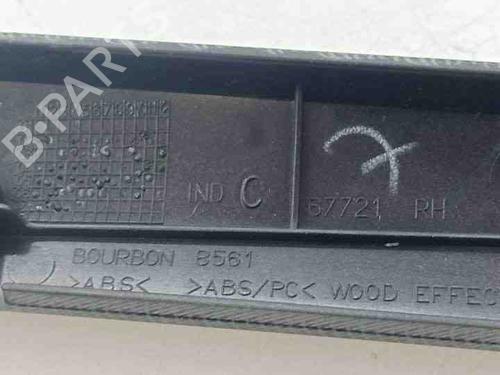 B-PARTS
IND C 67721 RH
BOURBON 8561
>ABS< >ABS/PC< WOOD EFFEC